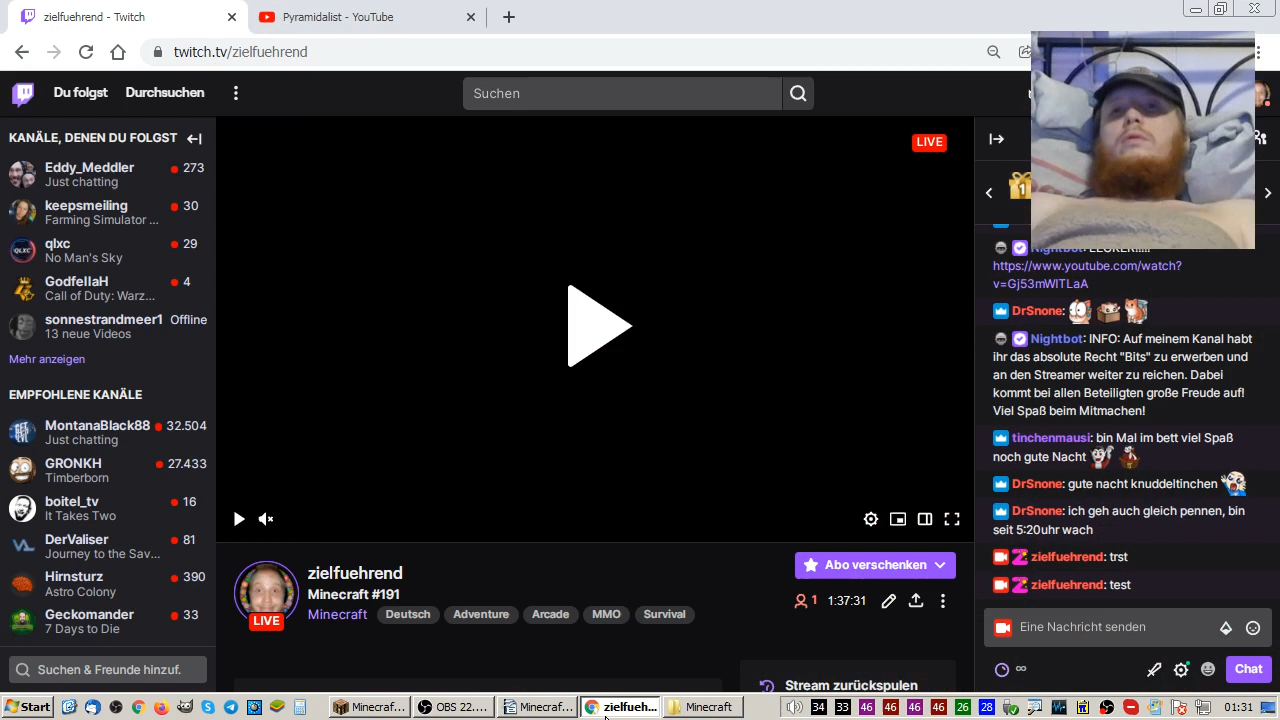 zielfuehrend - Twitch
Pyramidalist - YouTube
twitch.tv/zielfuehrend
Du folgst
Durchsuchen
Suchen
KANÄLE, DENEN DU FOLGST
Eddy_Meddler
273
Just chatting
keepsmeiling
30
Farming Simulator ...
qlxc
29
No Man's Sky
GodfellaH
4
Call of Duty: Warz...
sonnestrandmeer1
Offline
13 neue Videos
Mehr anzeigen
EMPFOHLENE KANÄLE
MontanaBlack88
32.504
Just chatting
GRONKH
27.433
Timberborn
boitel_tv
16
It Takes Two
DerValiser
81
Journey to the Sav...
Hirnsturz
390
Astro Colony
Geckomander
33
7 Days to Die
Suchen & Freunde hinzuf.
LIVE
zielfuehrend
Minecraft #191
Minecraft
Deutsch
Adventure
Arcade
MMO
Survival
LIVE
Abo verschenken
1
1:37:31
Stream zurückspulen
1
https://www.youtube.com/watch?
v=Gj53mWITLaA
DrSnone:
Nightbot: INFO: Auf meinem Kanal habt
ihr das absolute Recht "Bits" zu erwerben und
an den Streamer weiter zu reichen. Dabei
kommt bei allen Beteiligten große Freude auf!
Viel Spaß beim Mitmachen!
tinchenmausi: bin Mal im bett viel Spaß
noch gute Nacht
DrSnone: gute nacht knuddeltinchen
DrSnone: ich geh auch gleich pennen, bin
seit 5:20uhr wach
zielfuehrend: trst
zielfuehrend: test
Eine Nachricht senden
∞
Chat
Start
Minecraf...
OBS 22....
Minecraf...
zielfueh...
Minecraft
34
33
46
46
46
46
26
28
01:31